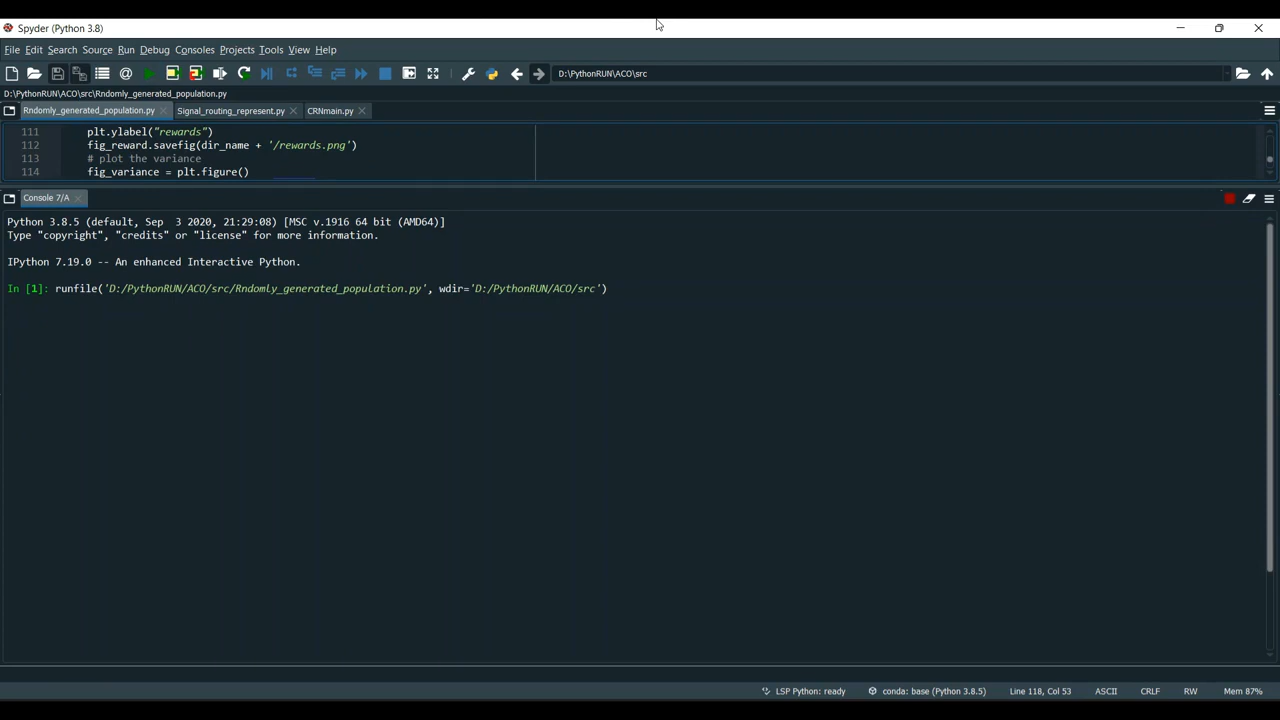 Spyder (Python 3.8)
File Edit Search Source Run Debug Consoles Projects Tools View Help
D:\PythonRUN\ACO\src
D:\PythonRUN\ACO\src\Rndomly_generated_population.py
Rndomly_generated_population.py Signal_routing_represent.py CRNmain.py
111 plt.ylabel("rewards")
112 fig_reward.savefig(dir_name + '/rewards.png')
113 # plot the variance
114 fig_variance = plt.figure()
Console 7/A
Python 3.8.5 (default, Sep 3 2020, 21:29:08) [MSC v.1916 64 bit (AMD64)]
Type "copyright", "credits" or "license" for more information.
IPython 7.19.0 -- An enhanced Interactive Python.
In [1]: runfile('D:/PythonRUN/ACO/src/Rndomly_generated_population.py', wdir='D:/PythonRUN/ACO/src')
LSP Python: ready conda: base (Python 3.8.5) Line 118, Col 53 ASCII CRLF RW Mem 87%